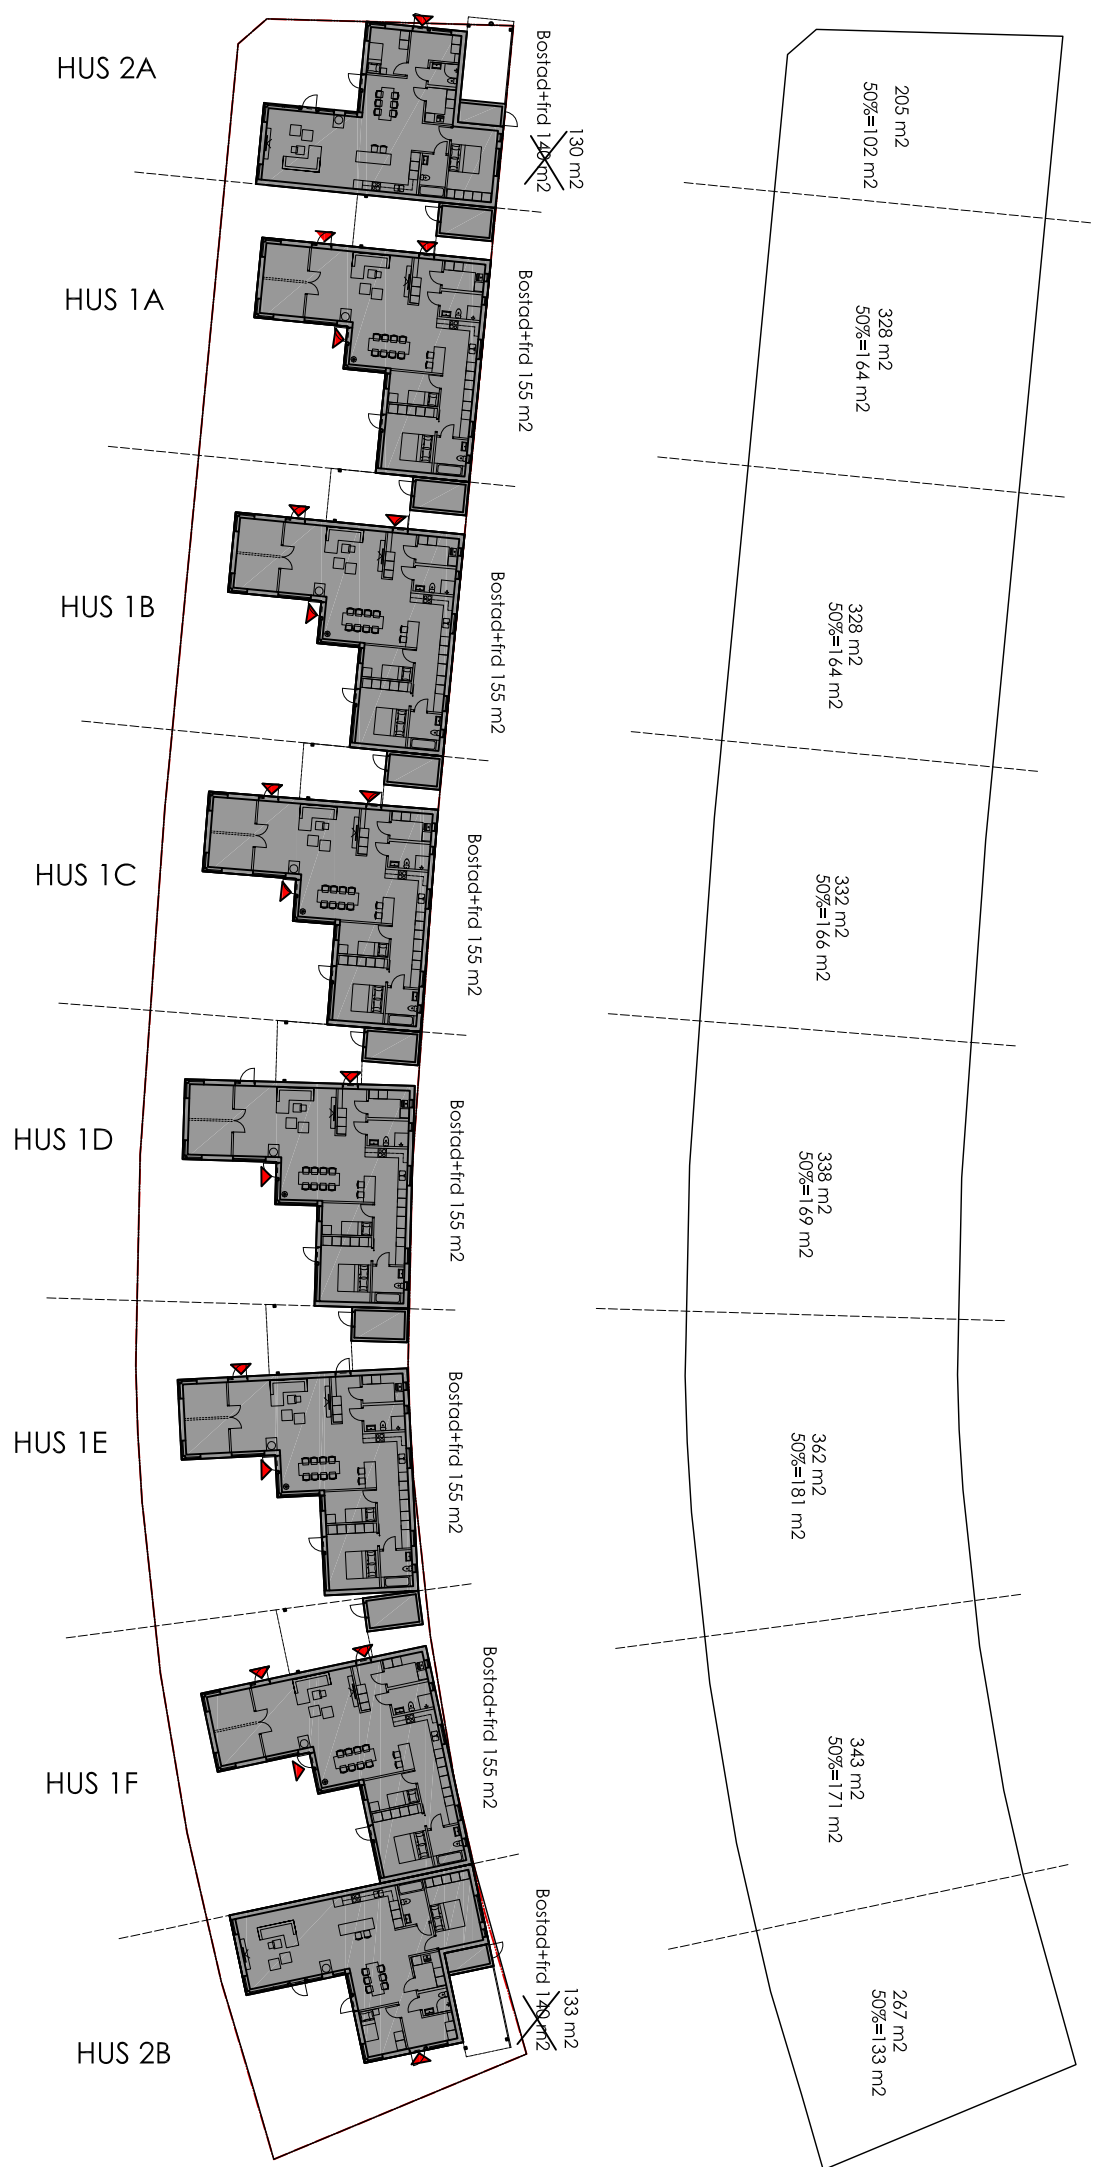 HUS 2A
Bostad+frd 140 m2
130 m2
HUS 1A
Bostad+frd 155 m2
HUS 1B
Bostad+frd 155 m2
HUS 1C
Bostad+frd 155 m2
HUS 1D
Bostad+frd 155 m2
HUS 1E
Bostad+frd 155 m2
HUS 1F
Bostad+frd 155 m2
HUS 2B
Bostad+frd 140 m2
133 m2
205 m2
50%=102 m2
328 m2
50%=164 m2
328 m2
50%=164 m2
332 m2
50%=166 m2
338 m2
50%=169 m2
362 m2
50%=181 m2
343 m2
50%=171 m2
267 m2
50%=133 m2